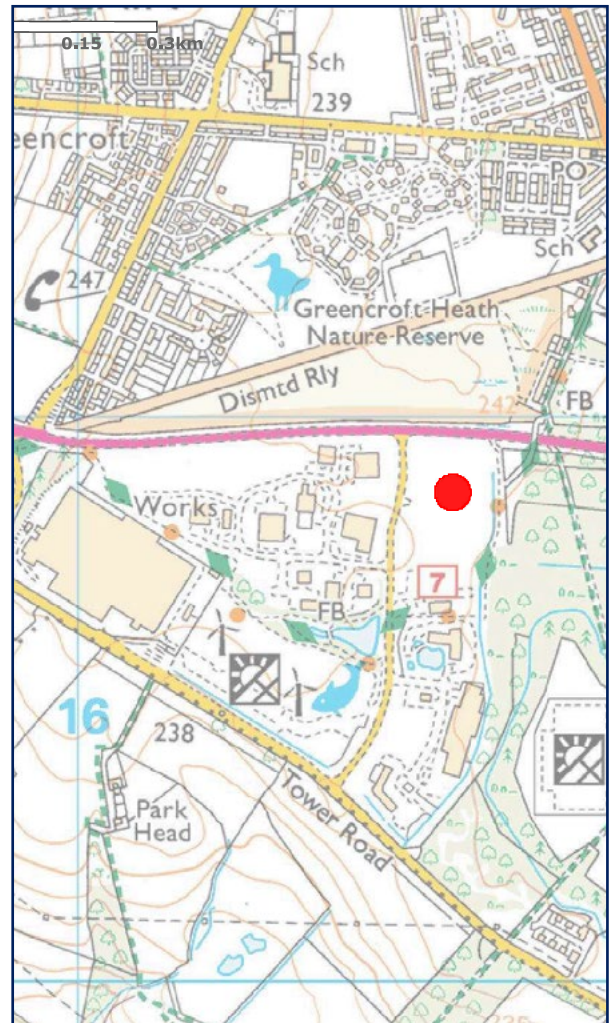 0.15
0.3km
Sch
239
eencroft
PO
Sch
247
Greencroft Heath
Nature Reserve
Dismtd Rly
242
FB
Works
7
FB
16
238
Tower Road
Park
Head